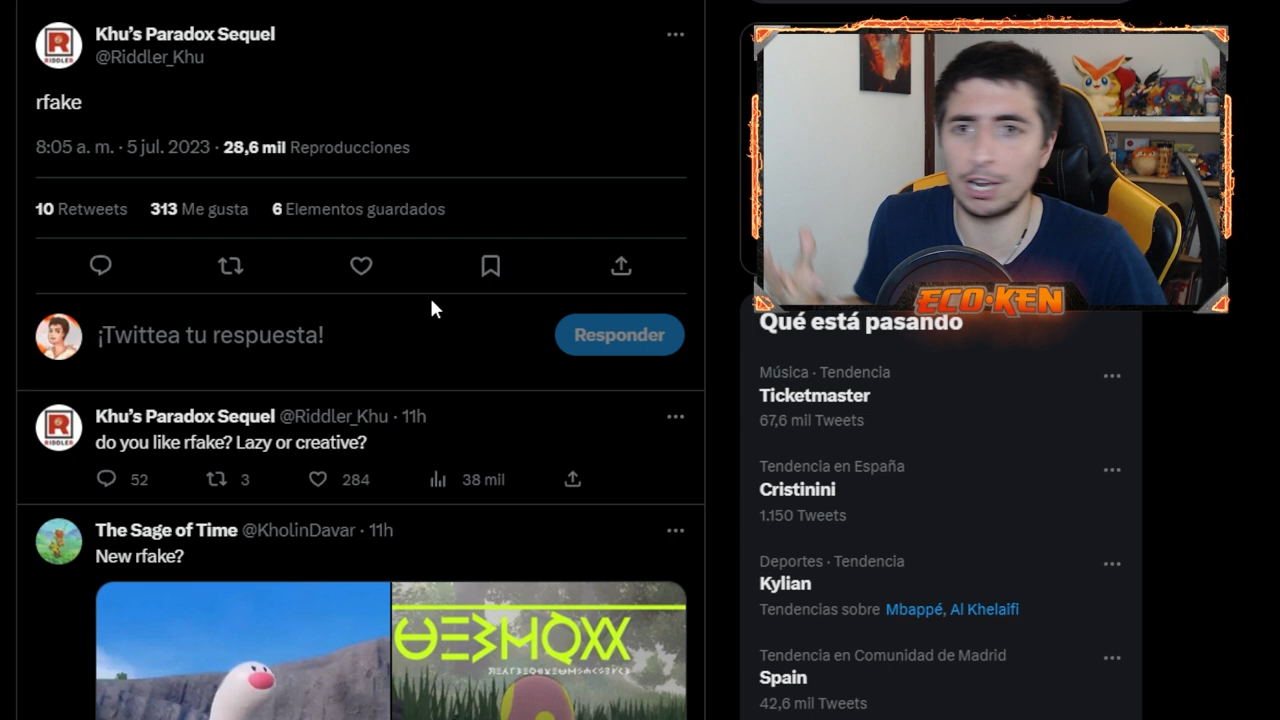 Khu's Paradox Sequel
@Riddler_Khu
rfake
8:05 a. m. · 5 jul. 2023 · 28,6 mil Reproducciones
10 Retweets 313 Me gusta 6 Elementos guardados
¡Twittea tu respuesta!
Responder
RIDDLER
Khu's Paradox Sequel @Riddler_Khu · 11h
do you like rfake? Lazy or creative?
52 3 284 38 mil
RIDDLER
The Sage of Time @KholinDavar · 11h
New rfake?
ECO·KEN
Qué está pasando
Música · Tendencia
Ticketmaster
67,6 mil Tweets
Tendencia en España
Cristinini
1.150 Tweets
Deportes · Tendencia
Kylian
Tendencias sobre Mbappé, Al Khelaifi
Tendencia en Comunidad de Madrid
Spain
42,6 mil Tweets